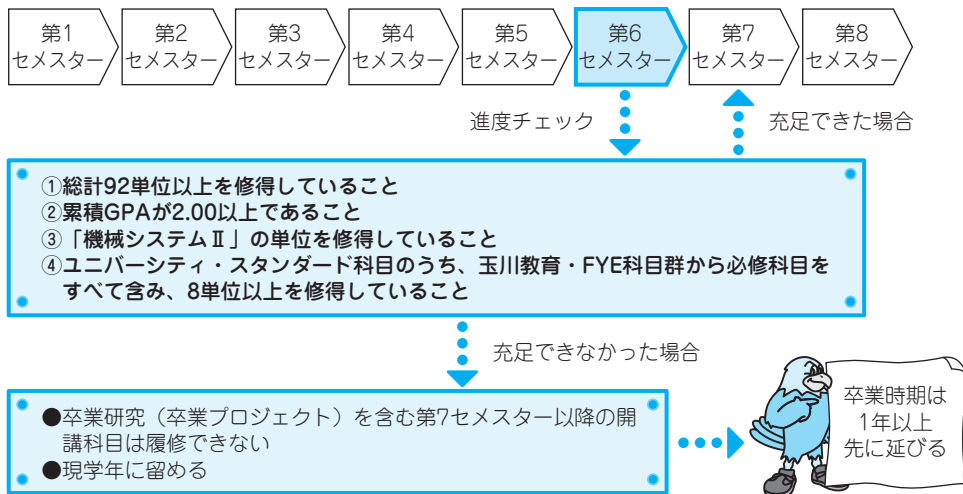 第1
セメスター
第2
セメスター
第3
セメスター
第4
セメスター
第5
セメスター
第6
セメスター
第7
セメスター
第8
セメスター
進度チェック
充足できた場合
①総計92単位以上を修得していること
②累積GPAが2.00以上であること
③「機械システムⅡ」の単位を修得していること
④ユニバーシティ・スタンダード科目のうち、玉川教育・FYE科目群から必修科目を
すべて含み、8単位以上を修得していること
充足できなかった場合
●卒業研究（卒業プロジェクト）を含む第7セメスター以降の開
講科目は履修できない
●現学年に留める
卒業時期は
1年以上
先に延びる